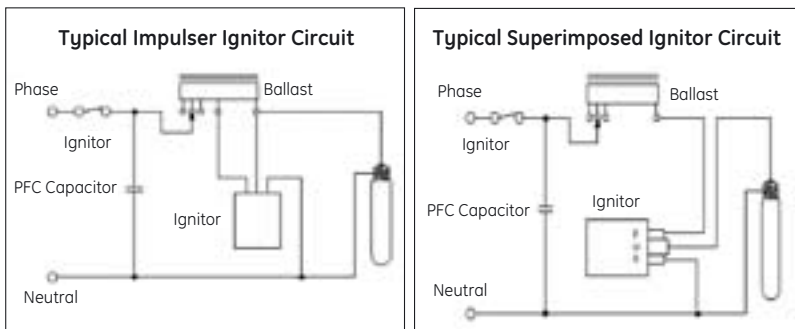 Typical Impulser Ignitor Circuit
Phase
Ballast
Ignitor
PFC Capacitor
Ignitor
Neutral
Typical Superimposed Ignitor Circuit
Phase
Ballast
Ignitor
Ignitor
PFC Capacitor
Neutral